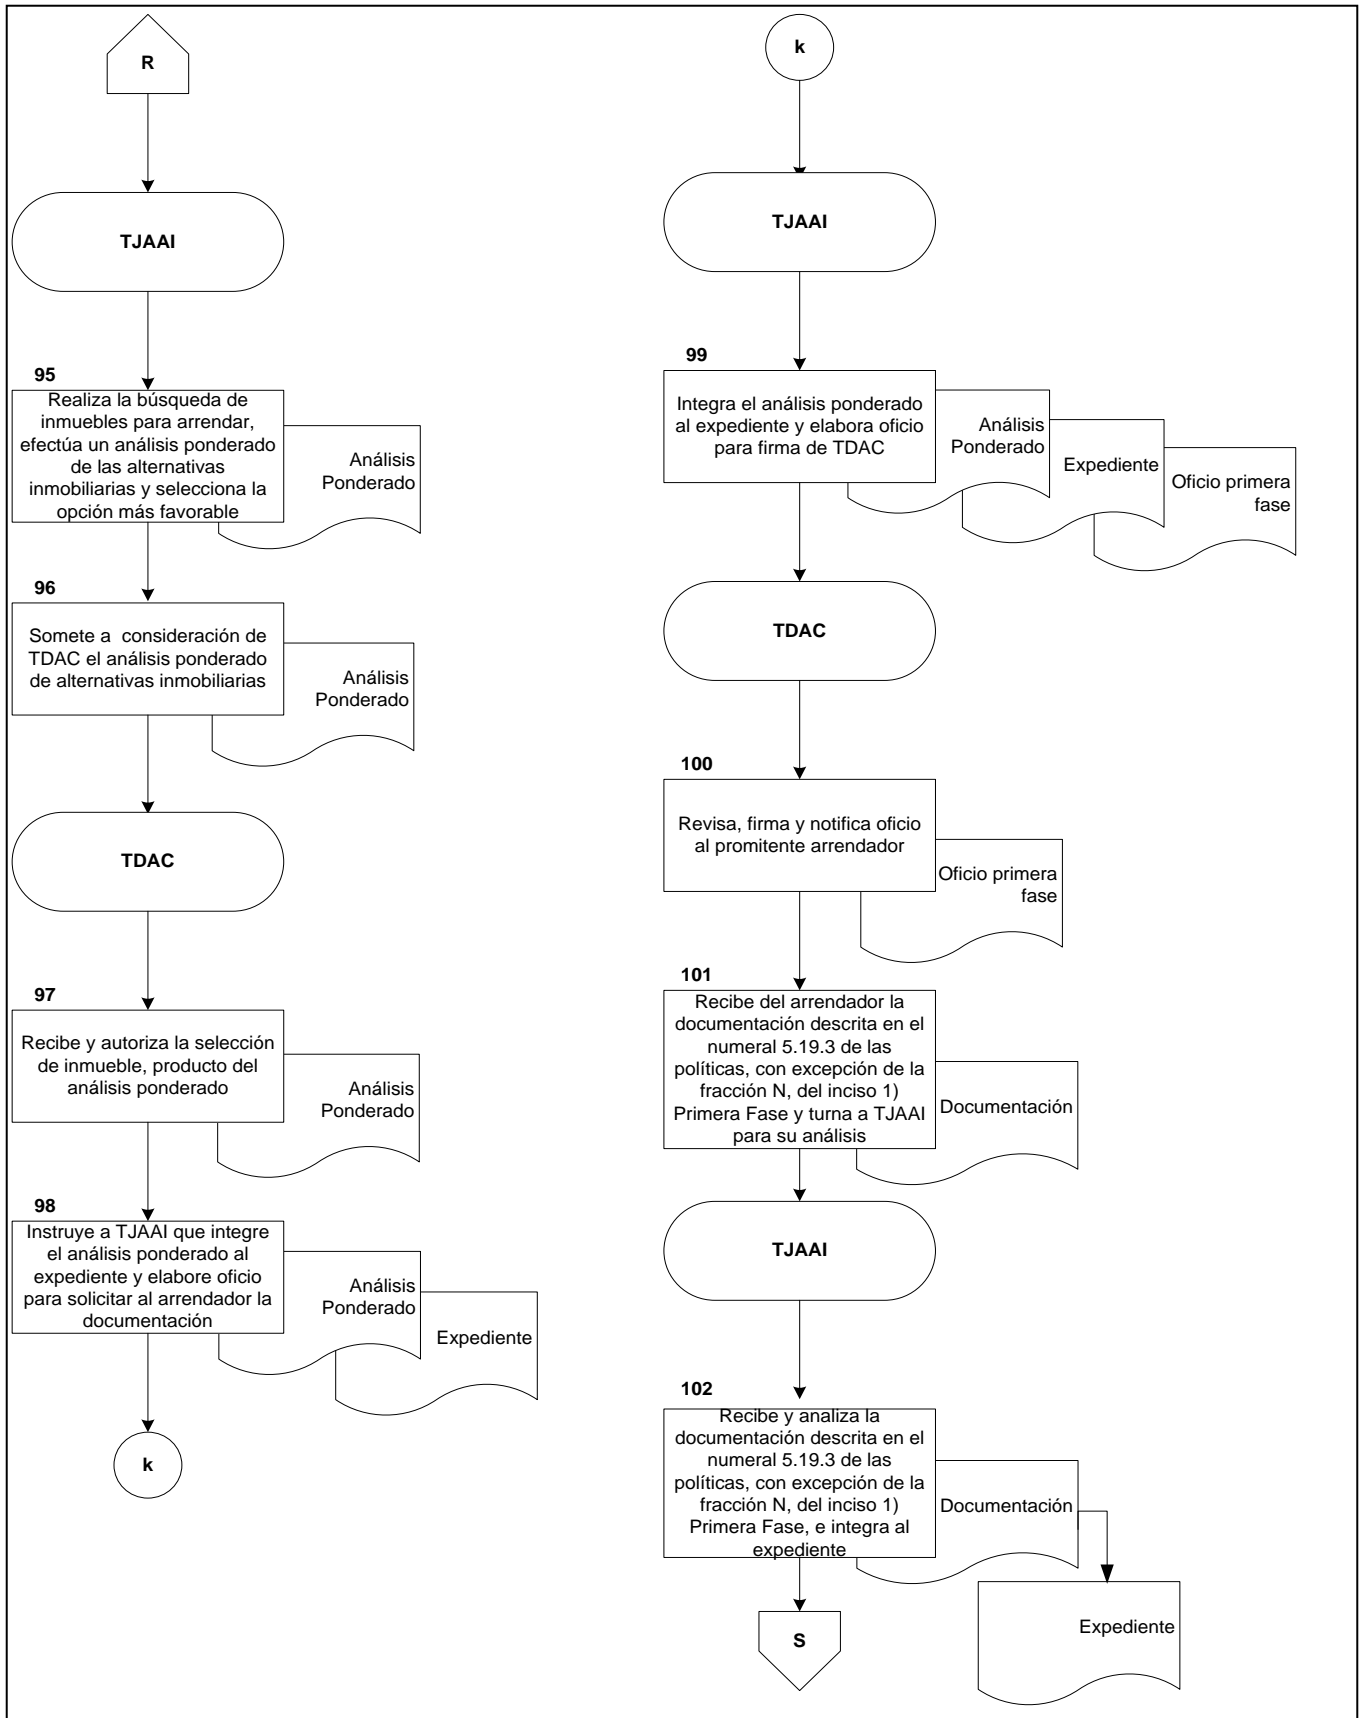 R
TJAAI
95
Realiza la búsqueda de
inmuebles para arrendar,
efectúa un análisis ponderado
de las alternativas
inmobiliarias y selecciona la
opción más favorable
Análisis
Ponderado
96
Somete a  consideración de
TDAC el análisis ponderado
de alternativas inmobiliarias
Análisis
Ponderado
TDAC
97
Recibe y autoriza la selección
de inmueble, producto del
análisis ponderado
Análisis
Ponderado
98
Instruye a TJAAI que integre
el análisis ponderado al
expediente y elabore oficio
para solicitar al arrendador la
documentación
Análisis
Ponderado
Expediente
k
k
TJAAI
99
Integra el análisis ponderado
al expediente y elabora oficio
para firma de TDAC
Análisis
Ponderado
Expediente
Oficio primera
fase
TDAC
100
Revisa, firma y notifica oficio
al promitente arrendador
Oficio primera
fase
101
Recibe del arrendador la
documentación descrita en el
numeral 5.19.3 de las
políticas, con excepción de la
fracción N, del inciso 1)
Primera Fase y turna a TJAAI
para su análisis
Documentación
TJAAI
102
Recibe y analiza la
documentación descrita en el
numeral 5.19.3 de las
políticas, con excepción de la
fracción N, del inciso 1)
Primera Fase, e integra al
expediente
Documentación
Expediente
S